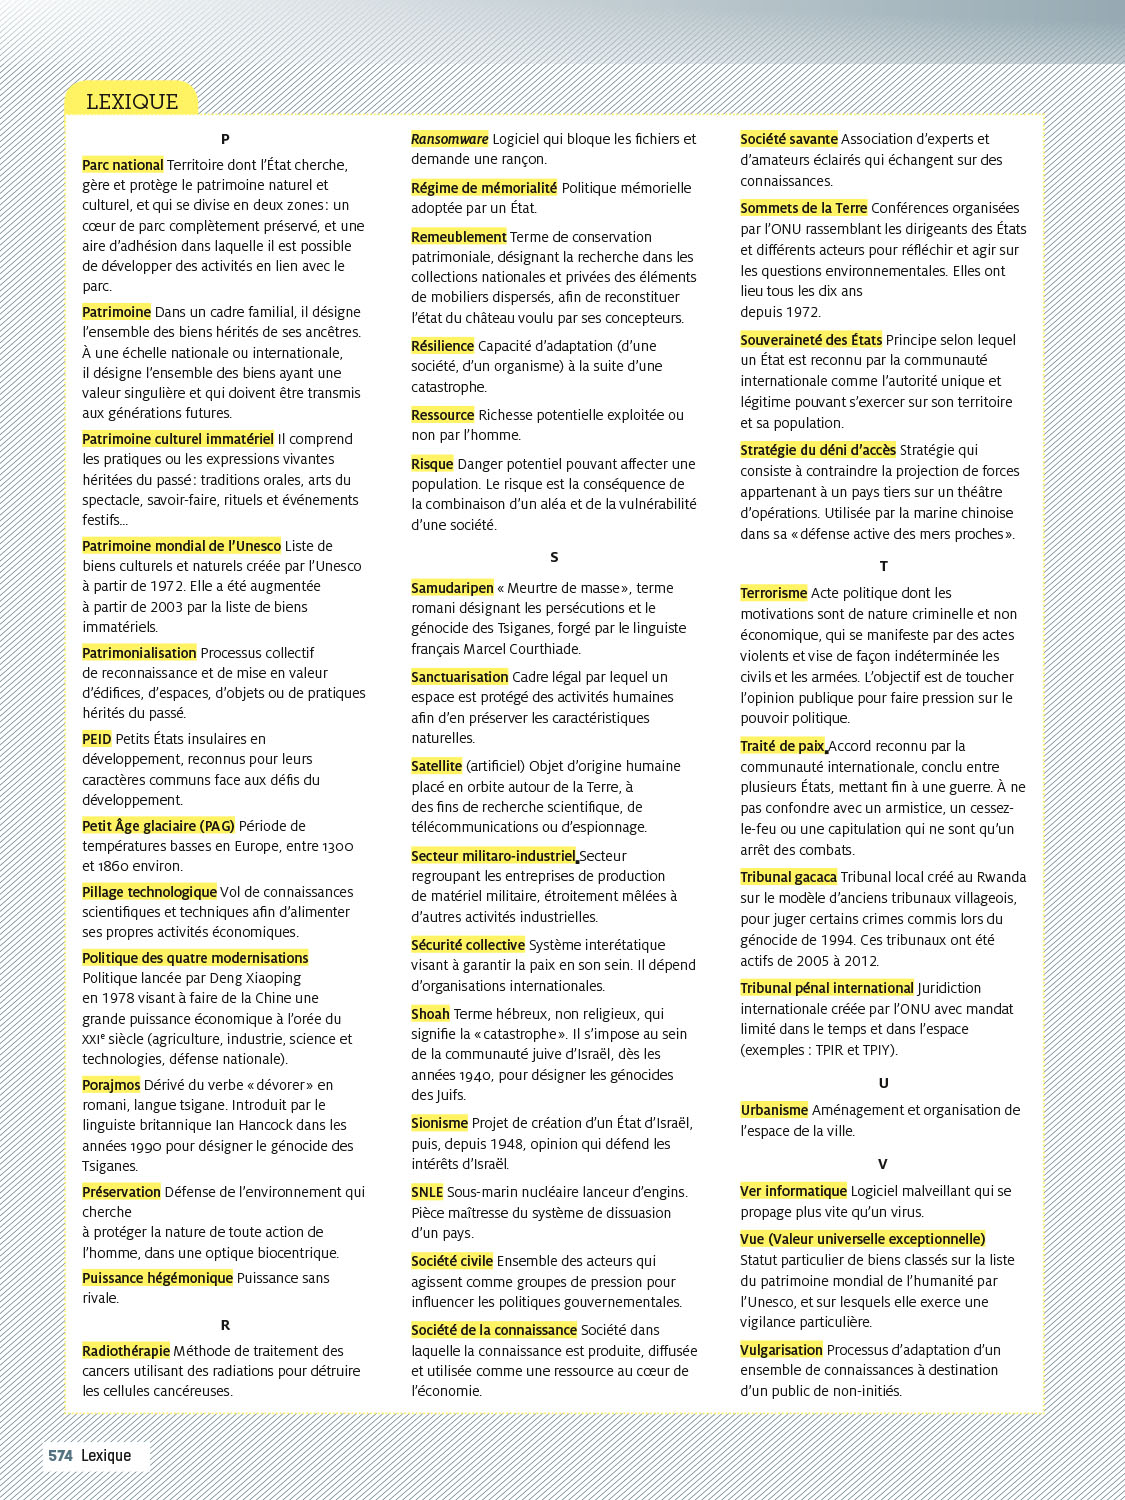 LEXIQUE
P
Parc national Territoire dont l’État cherche,
gère et protège le patrimoine naturel et
culturel, et qui se divise en deux zones : un
cœur de parc complètement préservé, et une
aire d’adhésion dans laquelle il est possible
de développer des activités en lien avec le
parc.
Patrimoine Dans un cadre familial, il désigne
l’ensemble des biens hérités de ses ancêtres.
À une échelle nationale ou internationale,
il désigne l’ensemble des biens ayant une
valeur singulière et qui doivent être transmis
aux générations futures.
Patrimoine culturel immatériel Il comprend
les pratiques ou les expressions vivantes
héritées du passé : traditions orales, arts du
spectacle, savoir-faire, rituels et événements
festifs...
Patrimoine mondial de l’Unesco Liste de
biens culturels et naturels créée par l’Unesco
à partir de 1972. Elle a été augmentée
à partir de 2003 par la liste de biens
immatériels.
Patrimonialisation Processus collectif
de reconnaissance et de mise en valeur
d’édifices, d’espaces, d’objets ou de pratiques
hérités du passé.
PEID Petits États insulaires en
développement, reconnus pour leurs
caractères communs face aux défis du
développement.
Petit Âge glaciaire (PAG) Période de
températures basses en Europe, entre 1300
et 1860 environ.
Pillage technologique Vol de connaissances
scientifiques et techniques afin d’alimenter
ses propres activités économiques.
Politique des quatre modernisations
Politique lancée par Deng Xiaoping
en 1978 visant à faire de la Chine une
grande puissance économique à l’orée du
XXIe siècle (agriculture, industrie, science et
technologies, défense nationale).
Porajmos Dérivé du verbe « dévorer » en
romani, langue tsigane. Introduit par le
linguiste britannique Ian Hancock dans les
années 1990 pour désigner le génocide des
Tsiganes.
Préservation Défense de l’environnement qui
cherche
à protéger la nature de toute action de
l’homme, dans une optique biocentrique.
Puissance hégémonique Puissance sans
rivale.
R
Radiothérapie Méthode de traitement des
cancers utilisant des radiations pour détruire
les cellules cancéreuses.
Ransomware Logiciel qui bloque les fichiers et
demande une rançon.
Régime de mémorialité Politique mémorielle
adoptée par un État.
Remeublement Terme de conservation
patrimoniale, désignant la recherche dans les
collections nationales et privées des éléments
de mobiliers dispersés, afin de reconstituer
l’état du château voulu par ses concepteurs.
Résilience Capacité d’adaptation (d’une
société, d’un organisme) à la suite d’une
catastrophe.
Ressource Richesse potentielle exploitée ou
non par l’homme.
Risque Danger potentiel pouvant affecter une
population. Le risque est la conséquence de
la combinaison d’un aléa et de la vulnérabilité
d’une société.
S
Samudaripen « Meurtre de masse », terme
romani désignant les persécutions et le
génocide des Tsiganes, forgé par le linguiste
français Marcel Courthiade.
Sanctuarisation Cadre légal par lequel un
espace est protégé des activités humaines
afin d’en préserver les caractéristiques
naturelles.
Satellite (artificiel) Objet d’origine humaine
placé en orbite autour de la Terre, à
des fins de recherche scientifique, de
télécommunications ou d’espionnage.
Secteur militaro-industriel Secteur
regroupant les entreprises de production
de matériel militaire, étroitement mêlées à
d’autres activités industrielles.
Sécurité collective Système interétatique
visant à garantir la paix en son sein. Il dépend
d’organisations internationales.
Shoah Terme hébreux, non religieux, qui
signifie la « catastrophe ». Il s’impose au sein
de la communauté juive d’Israël, dès les
années 1940, pour désigner les génocides
des Juifs.
Sionisme Projet de création d’un État d’Israël,
puis, depuis 1948, opinion qui défend les
intérêts d’Israël.
SNLE Sous-marin nucléaire lanceur d’engins.
Pièce maîtresse du système de dissuasion
d’un pays.
Société civile Ensemble des acteurs qui
agissent comme groupes de pression pour
influencer les politiques gouvernementales.
Société de la connaissance Société dans
laquelle la connaissance est produite, diffusée
et utilisée comme une ressource au cœur de
l’économie.
Société savante Association d’experts et
d’amateurs éclairés qui échangent sur des
connaissances.
Sommets de la Terre Conférences organisées
par l’ONU rassemblant les dirigeants des États
et différents acteurs pour réfléchir et agir sur
les questions environnementales. Elles ont
lieu tous les dix ans
depuis 1972.
Souveraineté des États Principe selon lequel
un État est reconnu par la communauté
internationale comme l’autorité unique et
légitime pouvant s’exercer sur son territoire
et sa population.
Stratégie du déni d’accès Stratégie qui
consiste à contraindre la projection de forces
appartenant à un pays tiers sur un théâtre
d’opérations. Utilisée par la marine chinoise
dans sa « défense active des mers proches ».
T
Terrorisme Acte politique dont les
motivations sont de nature criminelle et non
économique, qui se manifeste par des actes
violents et vise de façon indéterminée les
civils et les armées. L’objectif est de toucher
l’opinion publique pour faire pression sur le
pouvoir politique.
Traité de paix Accord reconnu par la
communauté internationale, conclu entre
plusieurs États, mettant fin à une guerre. À ne
pas confondre avec un armistice, un cessez-
le-feu ou une capitulation qui ne sont qu’un
arrêt des combats.
Tribunal gacaca Tribunal local créé au Rwanda
sur le modèle d’anciens tribunaux villageois,
pour juger certains crimes commis lors du
génocide de 1994. Ces tribunaux ont été
actifs de 2005 à 2012.
Tribunal pénal international Juridiction
internationale créée par l’ONU avec mandat
limité dans le temps et dans l’espace
(exemples : TPIR et TPIY).
U
Urbanisme Aménagement et organisation de
l’espace de la ville.
V
Ver informatique Logiciel malveillant qui se
propage plus vite qu’un virus.
Vue (Valeur universelle exceptionnelle)
Statut particulier de biens classés sur la liste
du patrimoine mondial de l’humanité par
l’Unesco, et sur lesquels elle exerce une
vigilance particulière.
Vulgarisation Processus d’adaptation d’un
ensemble de connaissances à destination
d’un public de non-initiés.
574 Lexique